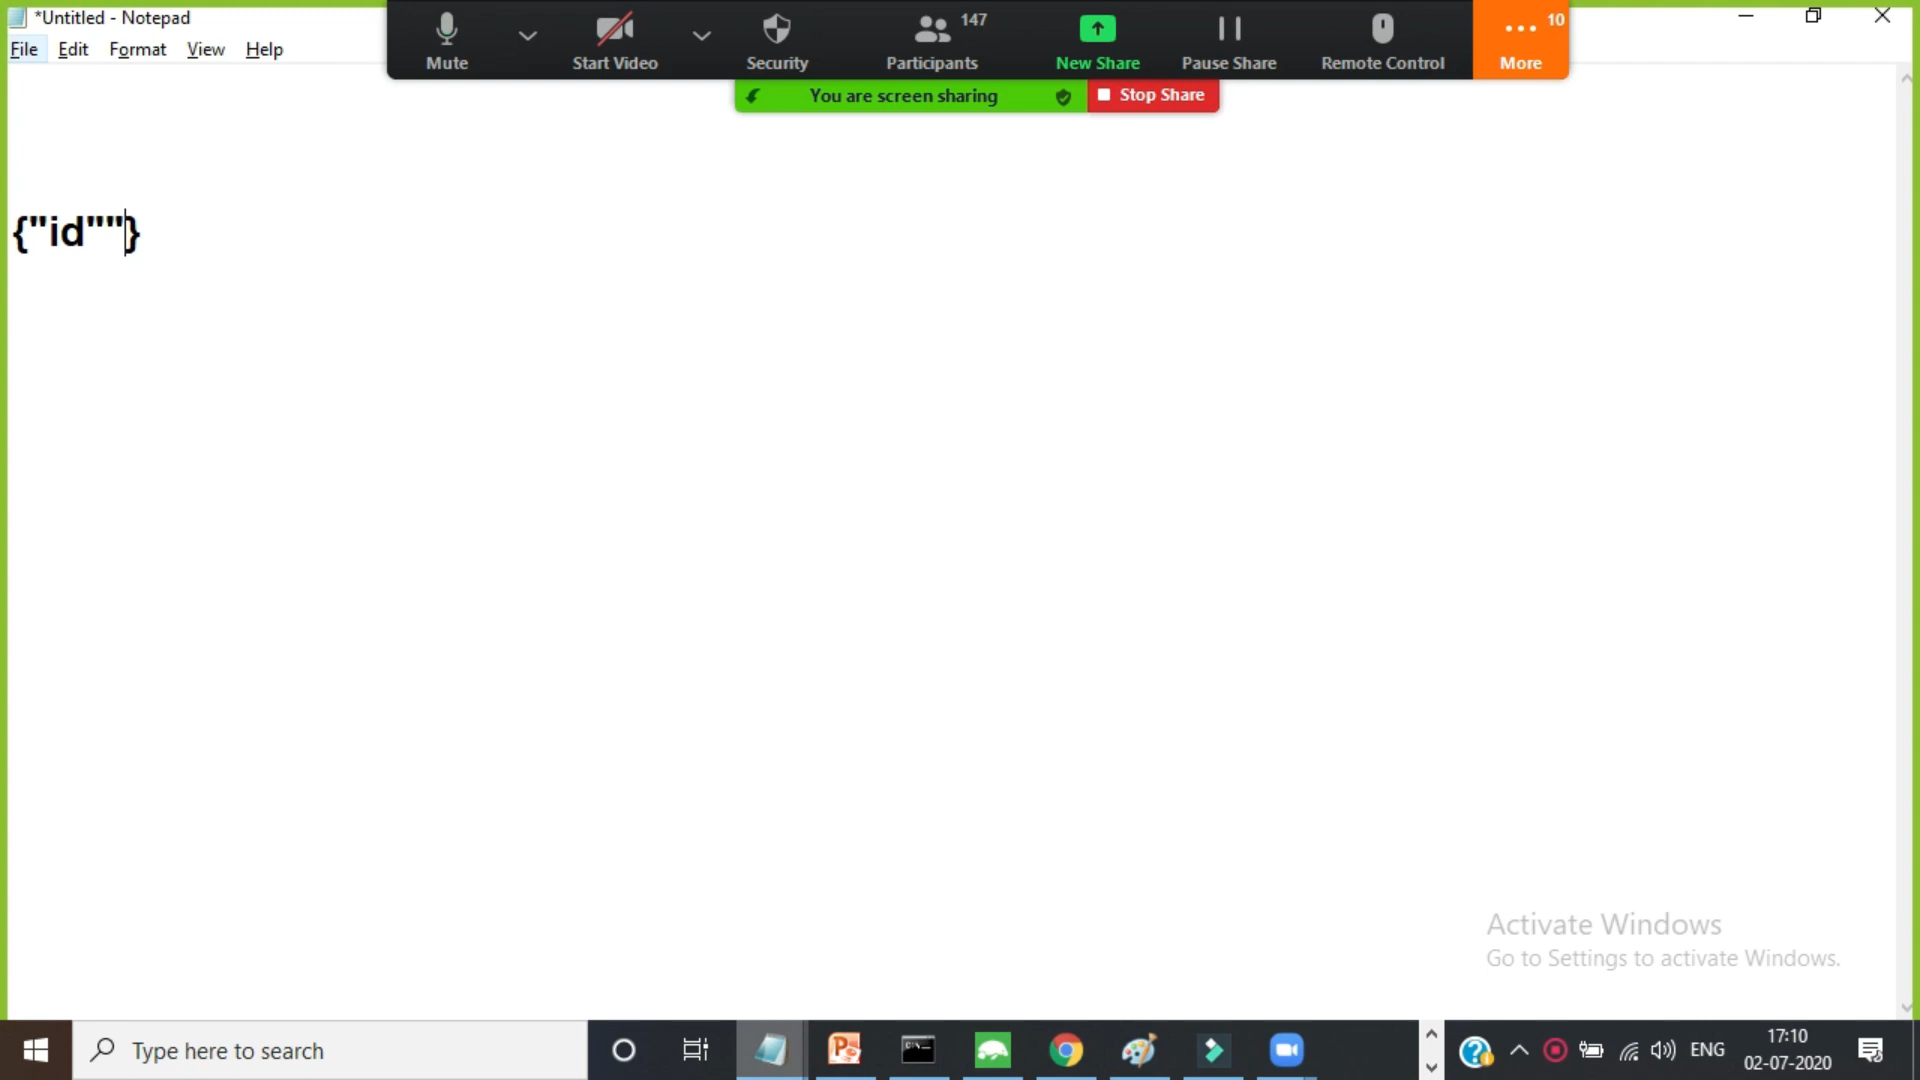 *Untitled - Notepad
File Edit Format View Help
Mute
Start Video
Security
147
Participants
New Share
Pause Share
Remote Control
10
More
You are screen sharing
Stop Share
{"id""}
Activate Windows
Go to Settings to activate Windows.
Type here to search
ENG
17:10
02-07-2020